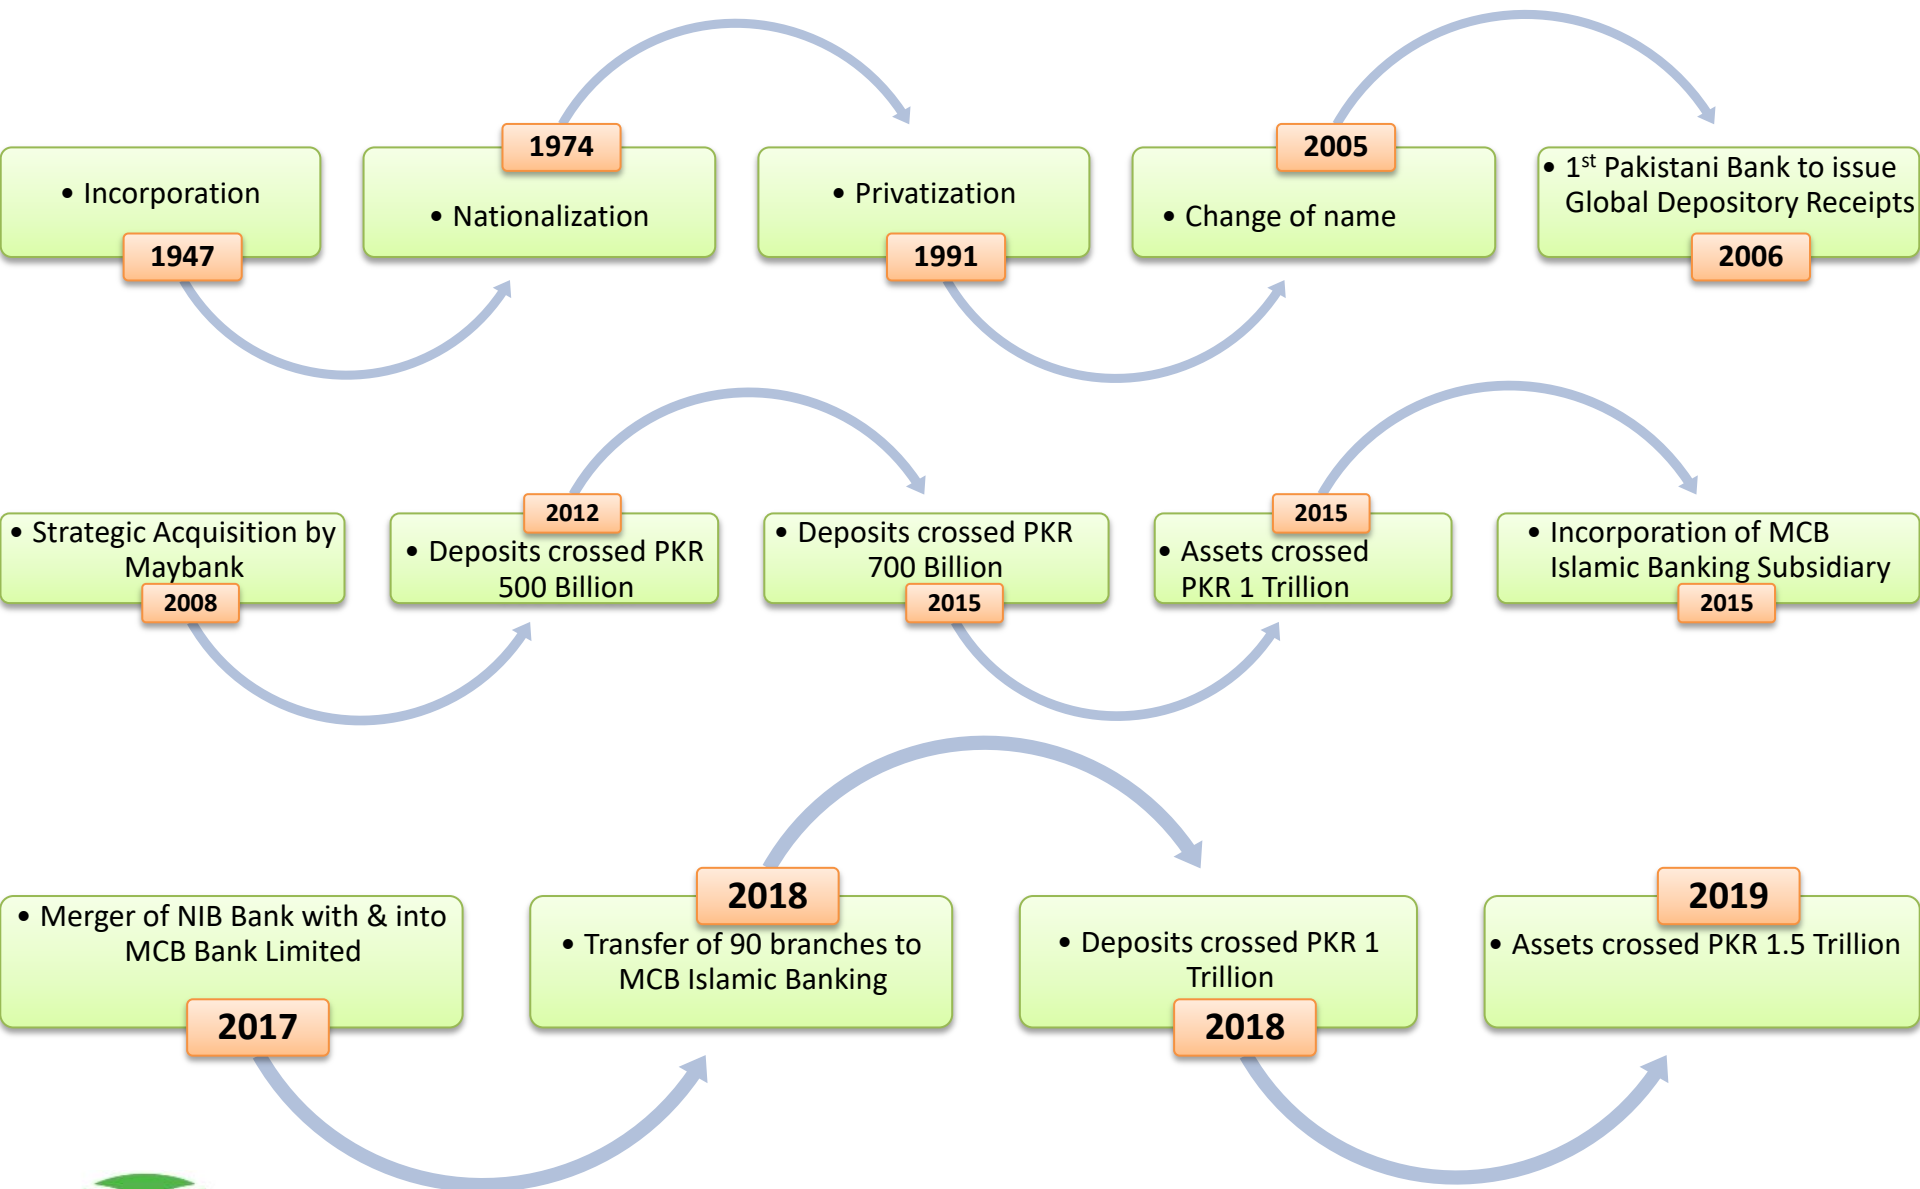 • Incorporation
1947
1974
• Nationalization
• Privatization
1991
2005
• Change of name
• 1st Pakistani Bank to issue
Global Depository Receipts
2006
• Strategic Acquisition by
Maybank
2008
2012
• Deposits crossed PKR
500 Billion
• Deposits crossed PKR
700 Billion
2015
2015
• Assets crossed
PKR 1 Trillion
• Incorporation of MCB
Islamic Banking Subsidiary
2015
• Merger of NIB Bank with & into
MCB Bank Limited
2017
2018
• Transfer of 90 branches to
MCB Islamic Banking
• Deposits crossed PKR 1
Trillion
2018
2019
• Assets crossed PKR 1.5 Trillion